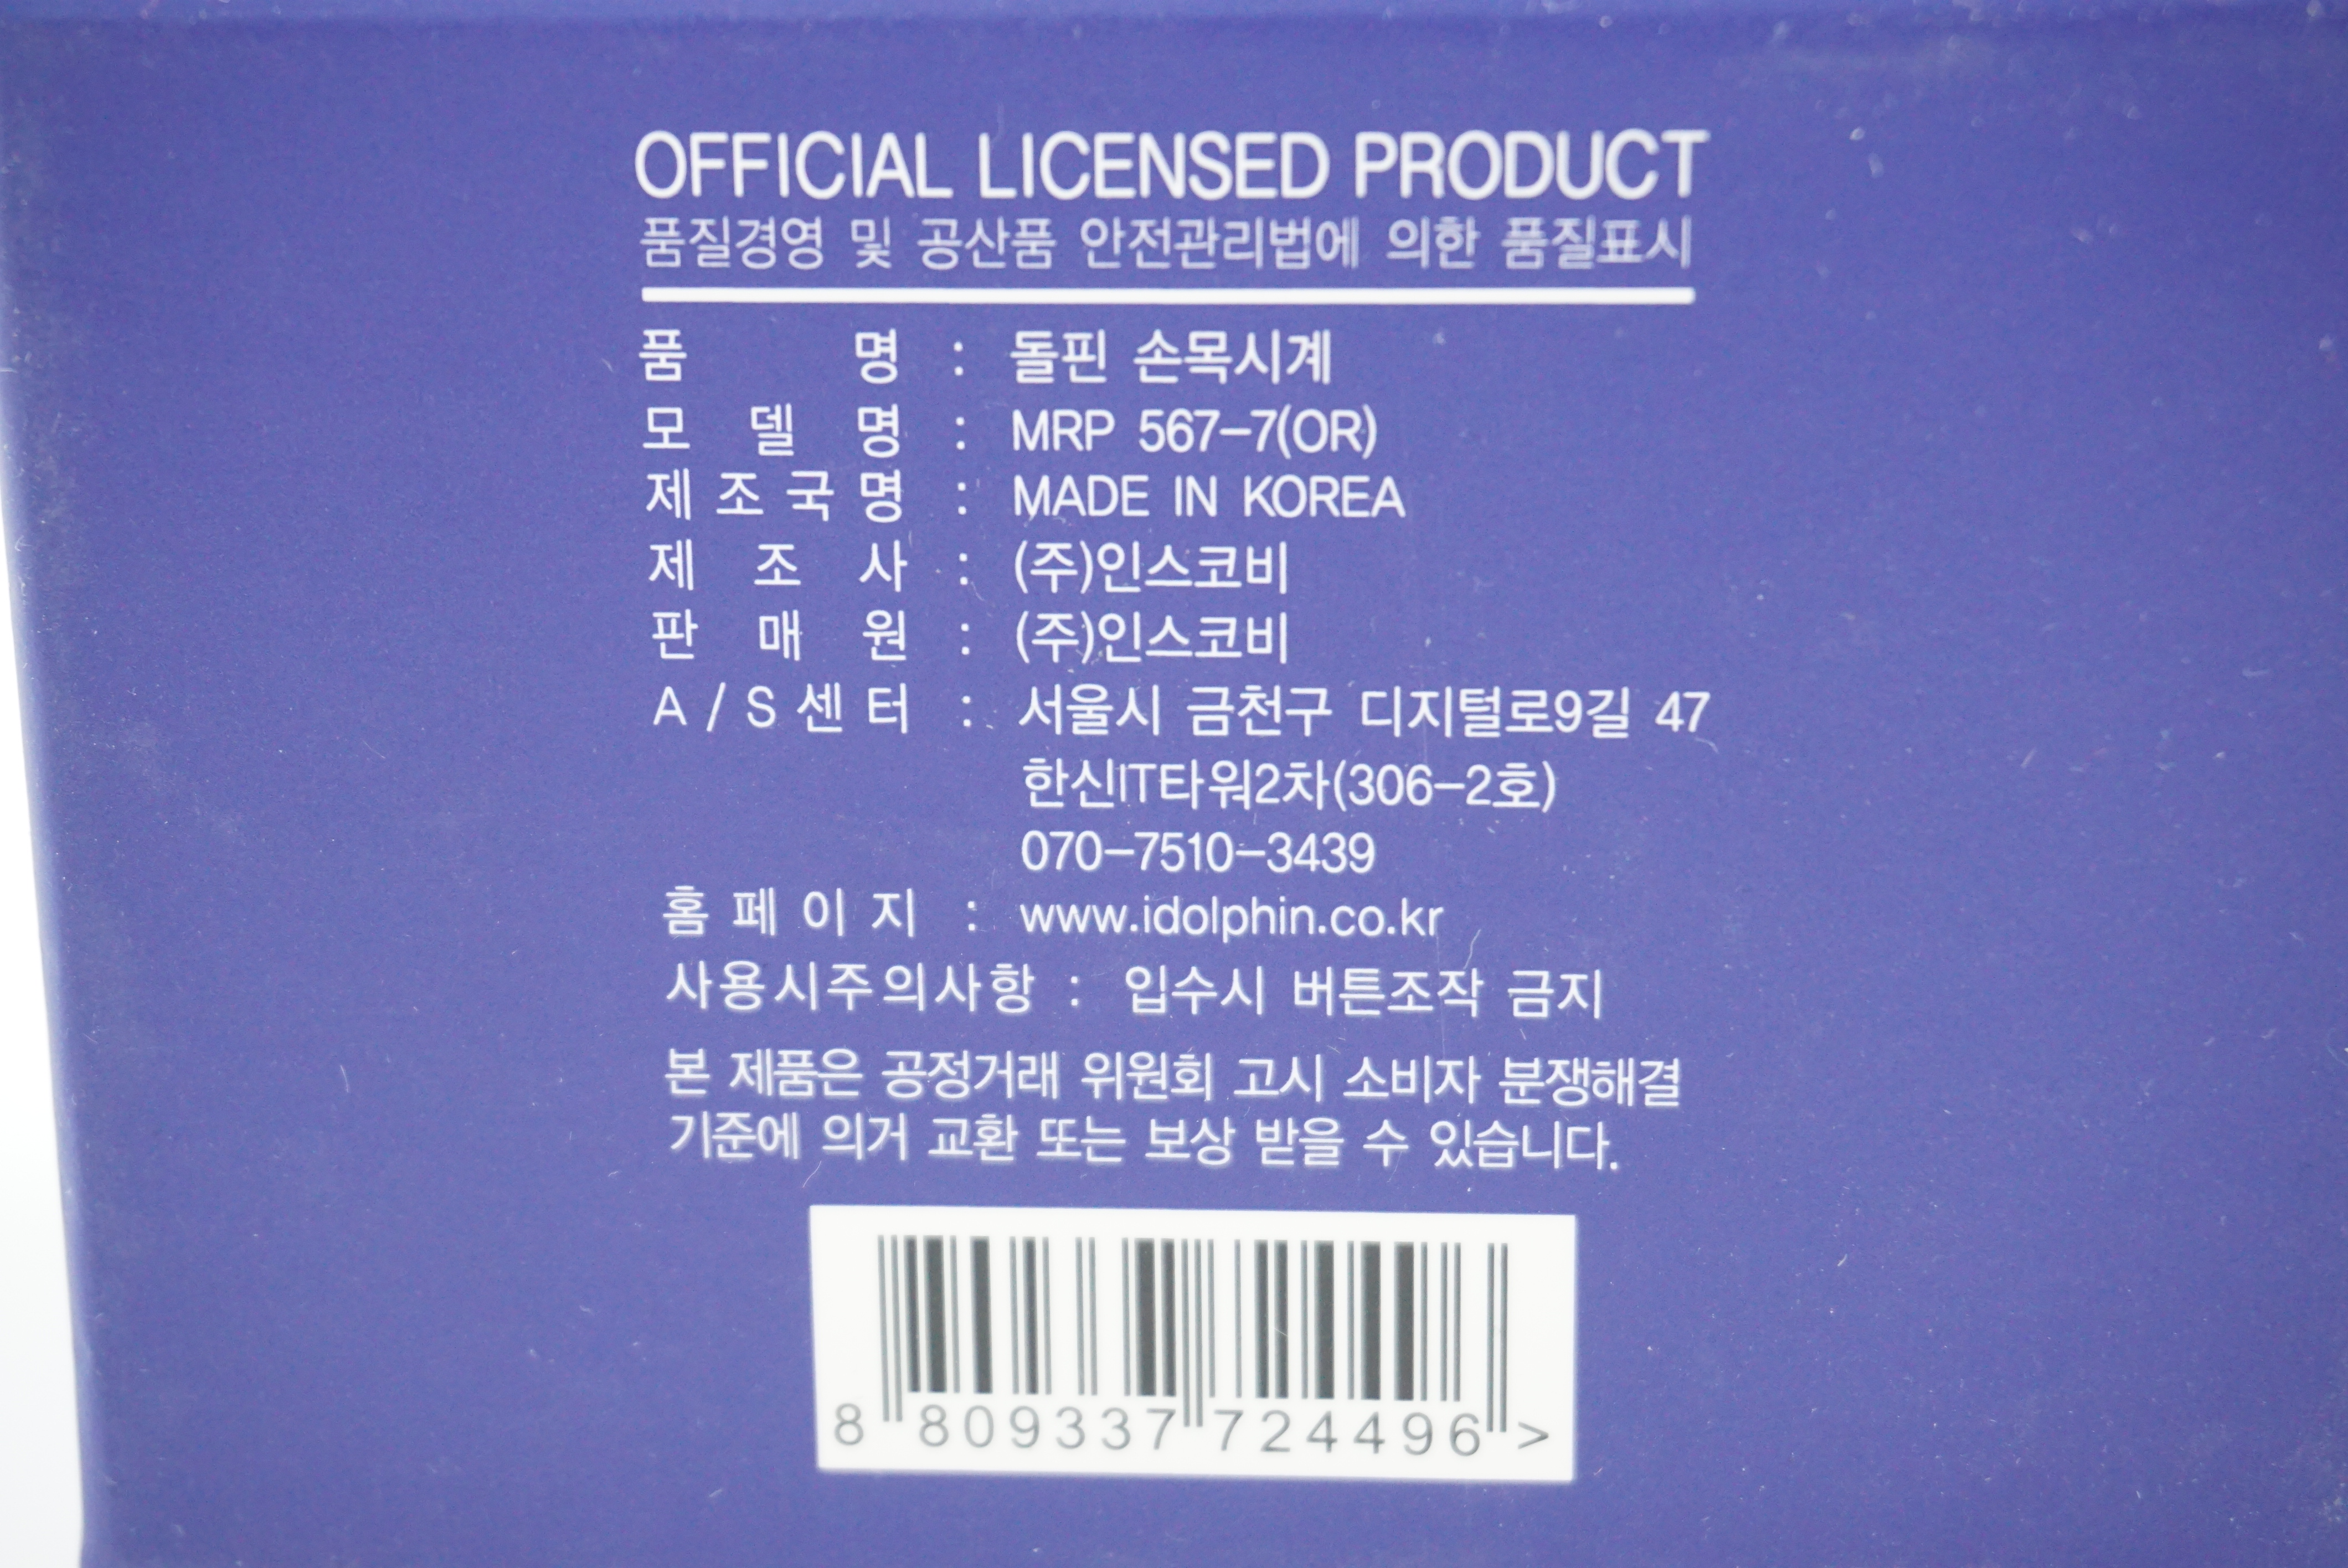 OFFICIAL LICENSED PRODUCT
품질경영 및 공산품 안전관리법에 의한 품질표시
품 명 : 돌핀 손목시계
모 델 명 : MRP 567-7(OR)
제 조 국 명 : MADE IN KOREA
제 조 사 : (주)인스코비
판 매 원 : (주)인스코비
A / S 센 터 : 서울시 금천구 디지털로9길 47
한신IT타워2차(306-2호)
070-7510-3439
홈 페 이 지 : www.idolphin.co.kr
사용시주의사항 : 입수시 버튼조작 금지
본 제품은 공정거래 위원회 고시 소비자 분쟁해결
기준에 의거 교환 또는 보상 받을 수 있습니다.
8 809337 724496 >